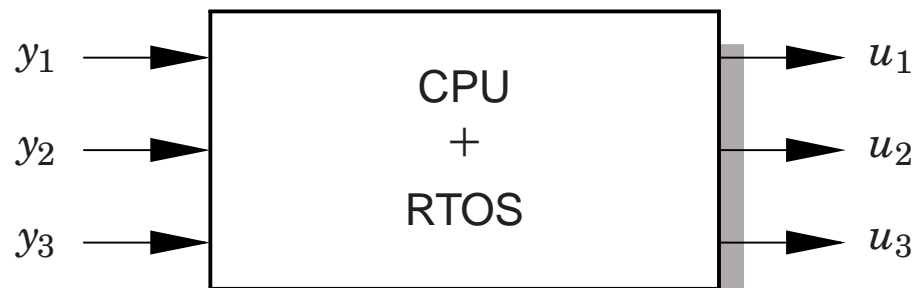 y₁ CPU u₁
y₂ + u₂
y₃ RTOS u₃